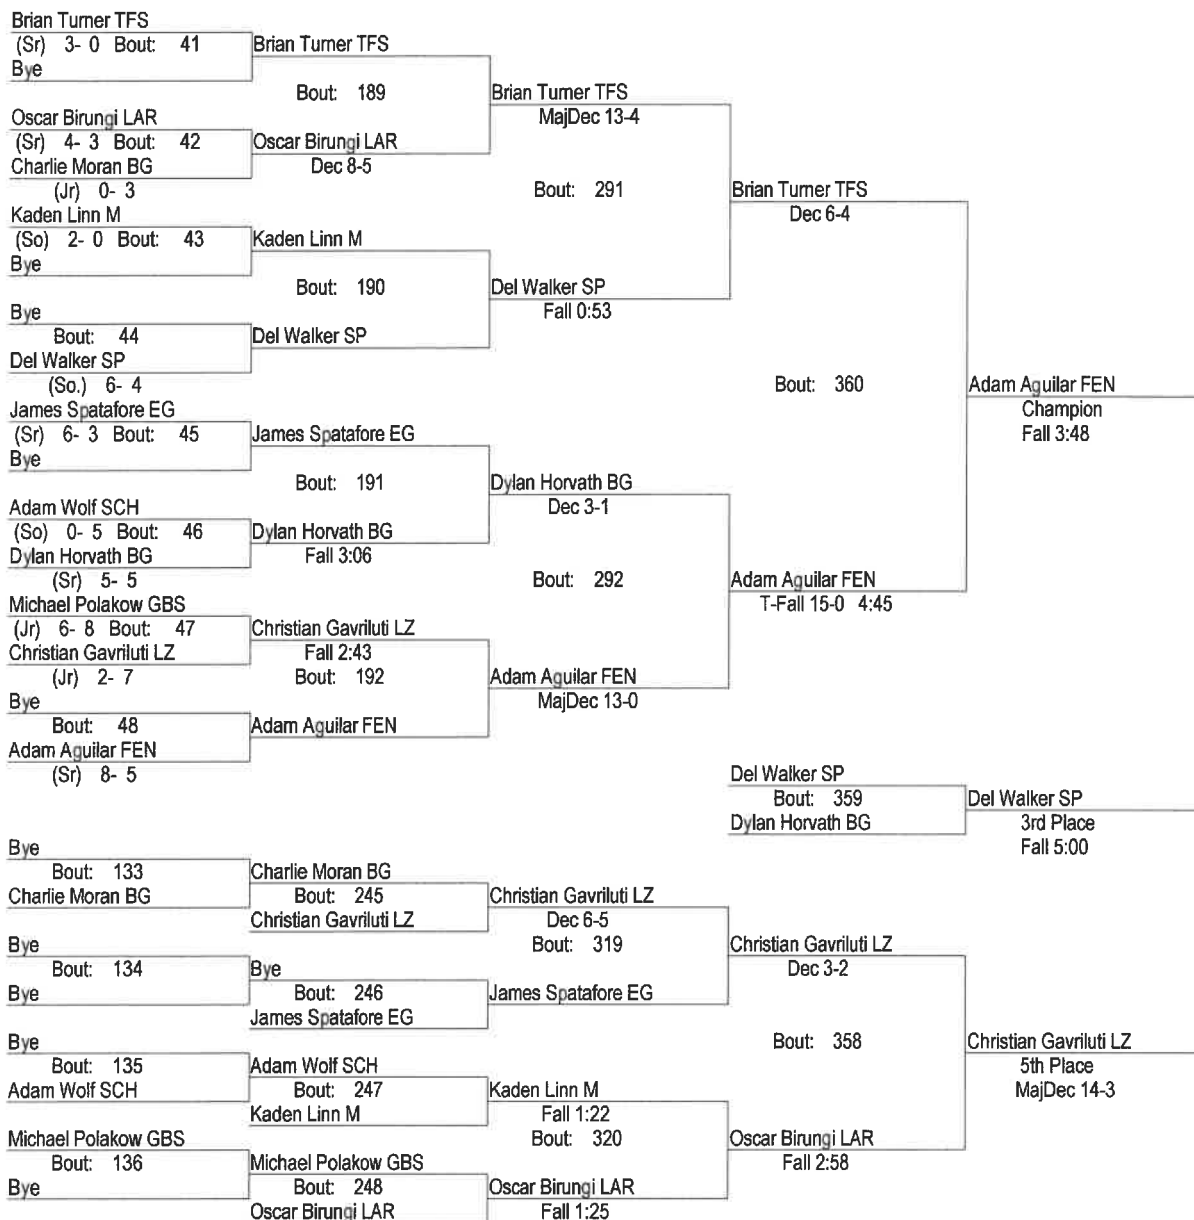 Brian Turner TFS
(Sr) 3- 0 Bout: 41
Bye
Brian Turner TFS
Bout: 189
Oscar Birungi LAR
(Sr) 4- 3 Bout: 42
Charlie Moran BG
(Jr) 0- 3
Oscar Birungi LAR
Dec 8-5
Brian Turner TFS
MajDec 13-4
Bout: 291
Kaden Linn M
(So) 2- 0 Bout: 43
Bye
Kaden Linn M
Bout: 190
Bye
Bout: 44
Del Walker SP
(So.) 6- 4
Del Walker SP
Del Walker SP
Fall 0:53
Brian Turner TFS
Dec 6-4
Bout: 360
James Spatafore EG
(Sr) 6- 3 Bout: 45
Bye
James Spatafore EG
Bout: 191
Adam Wolf SCH
(So) 0- 5 Bout: 46
Dylan Horvath BG
(Sr) 5- 5
Dylan Horvath BG
Fall 3:06
Dylan Horvath BG
Dec 3-1
Bout: 292
Michael Polakow GBS
(Jr) 6- 8 Bout: 47
Christian Gavriluti LZ
(Jr) 2- 7
Christian Gavriluti LZ
Fall 2:43
Bout: 192
Bye
Bout: 48
Adam Aguilar FEN
(Sr) 8- 5
Adam Aguilar FEN
Adam Aguilar FEN
MajDec 13-0
Adam Aguilar FEN
T-Fall 15-0 4:45
Adam Aguilar FEN
Champion
Fall 3:48
Del Walker SP
Bout: 359
Dylan Horvath BG
Del Walker SP
3rd Place
Fall 5:00
Bye
Bout: 133
Charlie Moran BG
Charlie Moran BG
Bout: 245
Christian Gavriluti LZ
Christian Gavriluti LZ
Dec 6-5
Bout: 319
Bye
Bout: 134
Bye
Bye
Bout: 246
James Spatafore EG
James Spatafore EG
Christian Gavriluti LZ
Dec 3-2
Bout: 358
Bye
Bout: 135
Adam Wolf SCH
Adam Wolf SCH
Bout: 247
Kaden Linn M
Kaden Linn M
Fall 1:22
Bout: 320
Michael Polakow GBS
Bout: 136
Bye
Michael Polakow GBS
Bout: 248
Oscar Birungi LAR
Oscar Birungi LAR
Fall 1:25
Oscar Birungi LAR
Fall 2:58
Christian Gavriluti LZ
5th Place
MajDec 14-3